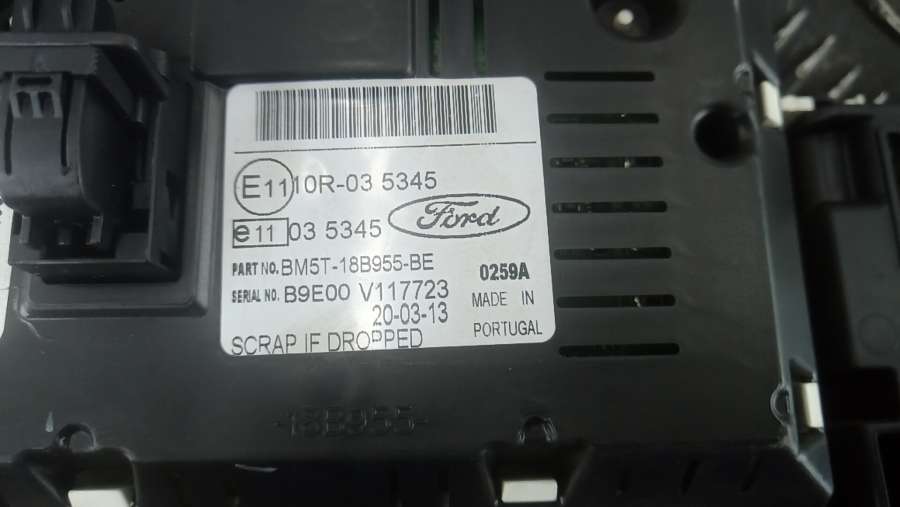 E11 10R-03 5345
e11 03 5345 Ford
PART NO. BM5T-18B955-BE 0259A
SERIAL NO. B9E00 V117723 MADE IN
20-03-13 PORTUGAL
SCRAP IF DROPPED
-18B955-